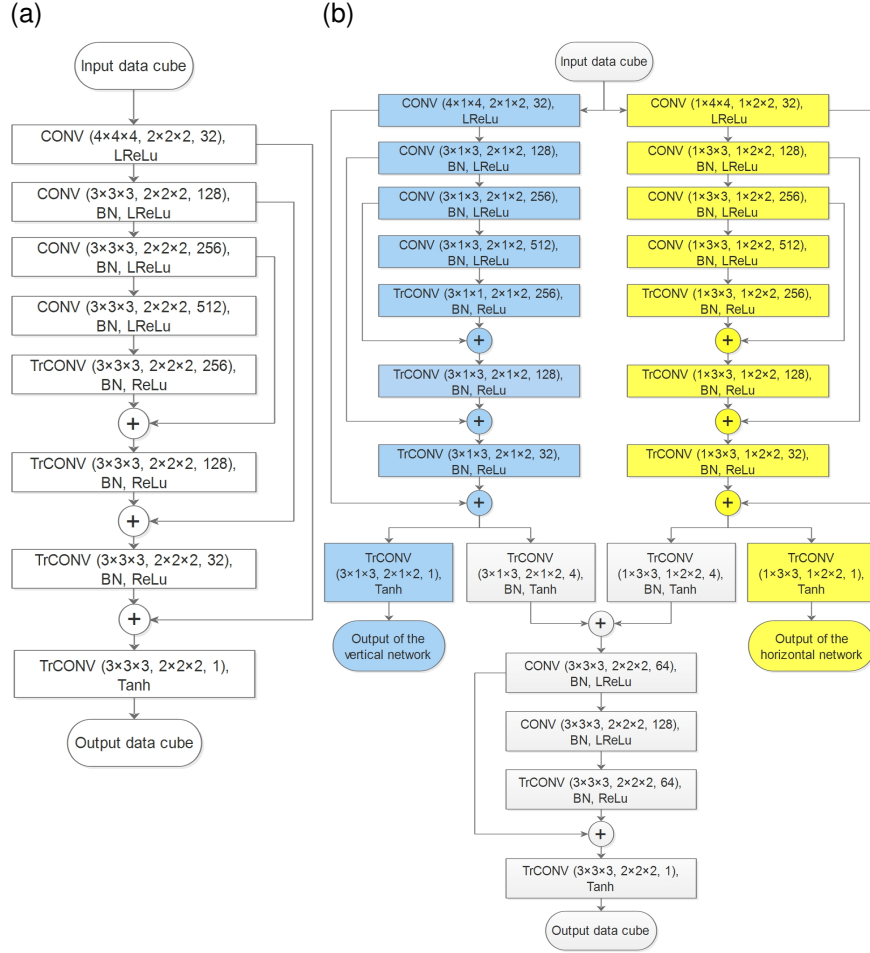 (a)
Input data cube
CONV (4×4×4, 2×2×2, 32),
LReLu
CONV (3×3×3, 2×2×2, 128),
BN, LReLu
CONV (3×3×3, 2×2×2, 256),
BN, LReLu
CONV (3×3×3, 2×2×2, 512),
BN, LReLu
TrCONV (3×3×3, 2×2×2, 256),
BN, ReLu
+
TrCONV (3×3×3, 2×2×2, 128),
BN, ReLu
+
TrCONV (3×3×3, 2×2×2, 32),
BN, ReLu
+
TrCONV (3×3×3, 2×2×2, 1),
Tanh
Output data cube
(b)
Input data cube
CONV (4×1×4, 2×1×2, 32),
LReLu
CONV (3×1×3, 2×1×2, 128),
BN, LReLu
CONV (3×1×3, 2×1×2, 256),
BN, LReLu
CONV (3×1×3, 2×1×2, 512),
BN, LReLu
TrCONV (3×1×1, 2×1×2, 256),
BN, ReLu
+
TrCONV (3×1×3, 2×1×2, 128),
BN, ReLu
+
TrCONV (3×1×3, 2×1×2, 32),
BN, ReLu
+
CONV (1×4×4, 1×2×2, 32),
LReLu
CONV (1×3×3, 1×2×2, 128),
BN, LReLu
CONV (1×3×3, 1×2×2, 256),
BN, LReLu
CONV (1×3×3, 1×2×2, 512),
BN, LReLu
TrCONV (1×3×3, 1×2×2, 256),
BN, ReLu
+
TrCONV (1×3×3, 1×2×2, 128),
BN, ReLu
+
TrCONV (1×3×3, 1×2×2, 32),
BN, ReLu
+
TrCONV
(3×1×3, 2×1×2, 1),
Tanh
TrCONV
(3×1×3, 2×1×2, 4),
BN, Tanh
TrCONV
(1×3×3, 1×2×2, 4),
BN, Tanh
TrCONV
(1×3×3, 1×2×2, 1),
Tanh
Output of the
vertical network
+
Output of the
horizontal network
CONV (3×3×3, 2×2×2, 64),
BN, LReLu
CONV (3×3×3, 2×2×2, 128),
BN, LReLu
TrCONV (3×3×3, 2×2×2, 64),
BN, ReLu
+
TrCONV (3×3×3, 2×2×2, 1),
Tanh
Output data cube